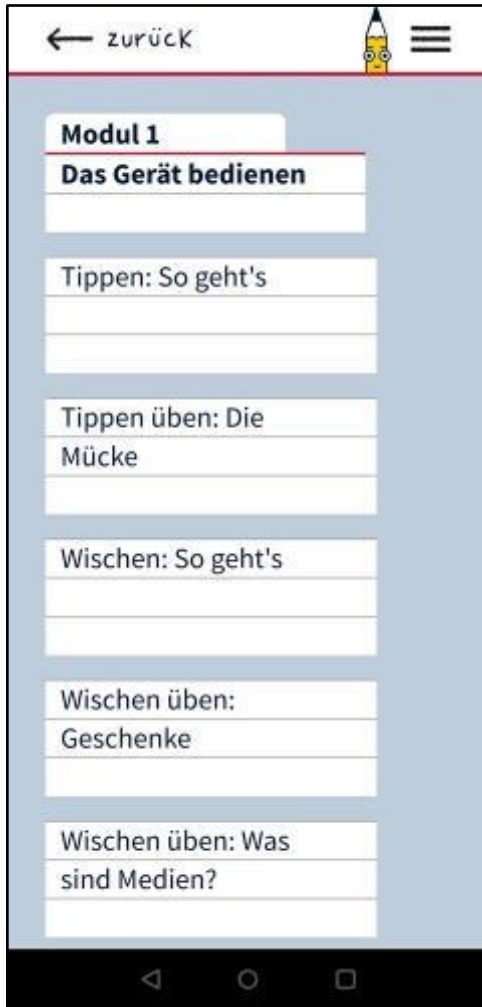 zurück
Modul 1
Das Gerät bedienen
Tippen: So geht's
Tippen üben: Die
Mücke
Wischen: So geht's
Wischen üben:
Geschenke
Wischen üben: Was
sind Medien?